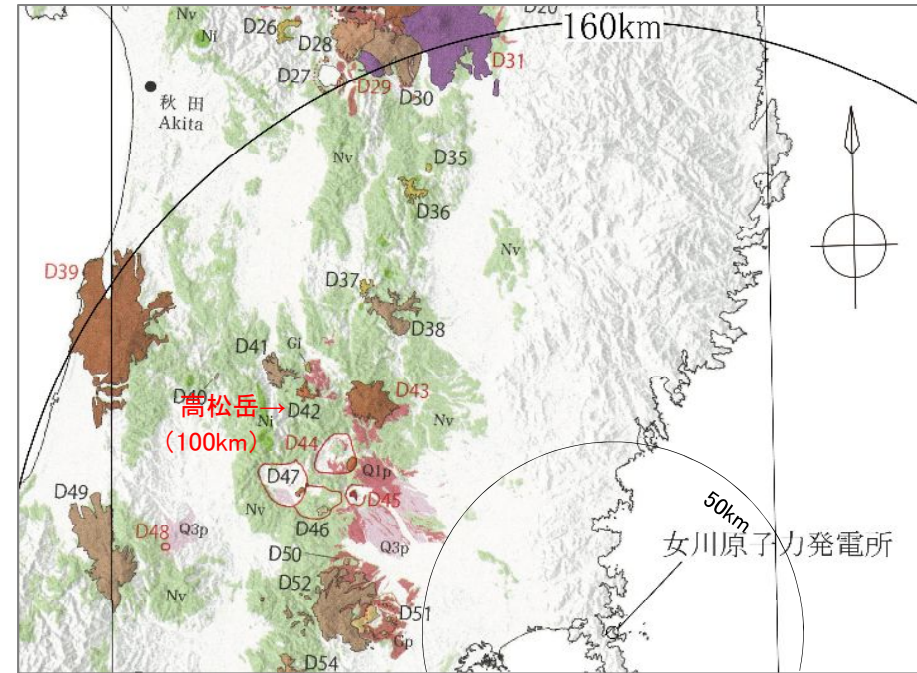 160km
D26
Nv
Ni
D28
D27
D29
D30
D31
秋 田
Akita
Nv
D35
D36
D39
Nv
D37
D38
D41
Gl
D40
高松岳→
(100km)
D42
Ni
D43
Nv
D44
Q1p
D47
D45
D46
Nv
D49
D48
Q3p
Q3p
50km
女川原子力発電所
D50
D52
Nv
D51
Gp
D54